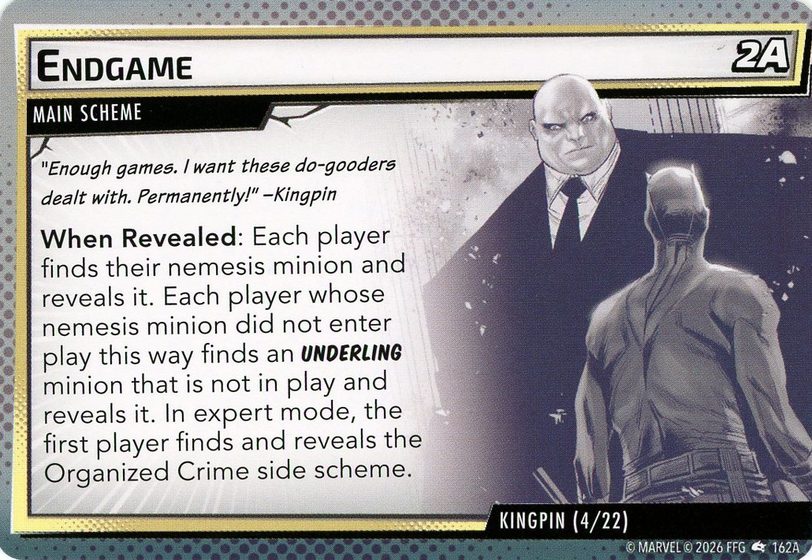 ENDGAME
2A
MAIN SCHEME
"Enough games. I want these do-gooders
dealt with. Permanently!" –Kingpin
When Revealed: Each player
finds their nemesis minion and
reveals it. Each player whose
nemesis minion did not enter
play this way finds an UNDERLING
minion that is not in play and
reveals it. In expert mode, the
first player finds and reveals the
Organized Crime side scheme.
KINGPIN (4/22)
© MARVEL © 2026 FFG 162A